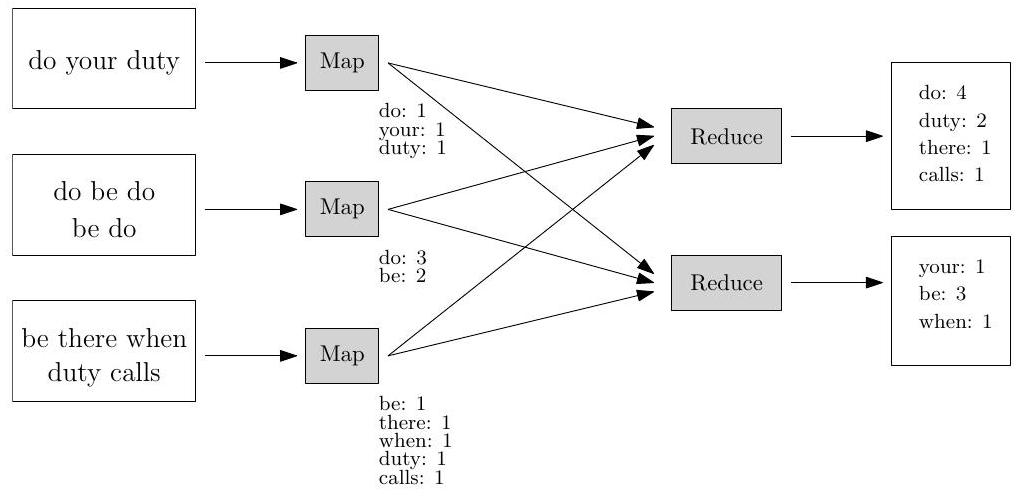 do your duty
Map
do: 1
your: 1
duty: 1
do be do
be do
Map
do: 3
be: 2
be there when
duty calls
Map
be: 1
there: 1
when: 1
duty: 1
calls: 1
Reduce
do: 4
duty: 2
there: 1
calls: 1
Reduce
your: 1
be: 3
when: 1